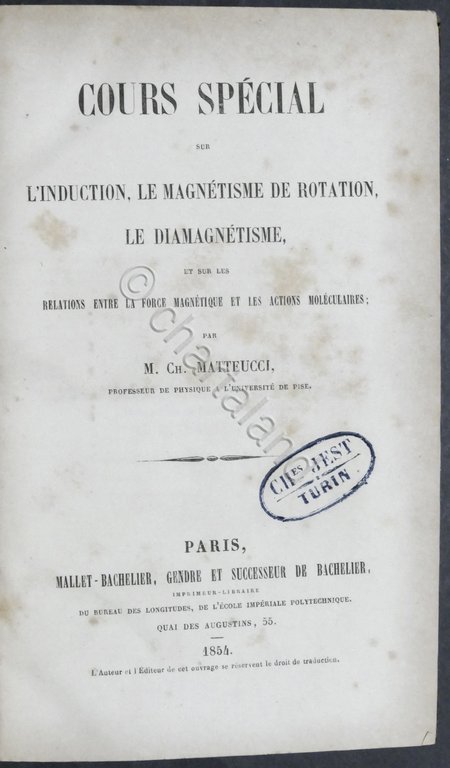 COURS SPÉCIAL
SUR
L'INDUCTION, LE MAGNÉTISME DE ROTATION,
LE DIAMAGNÉTISME,
ET SUR LES
RELATIONS ENTRE LA FORCE MAGNÉTIQUE ET LES ACTIONS MOLÉCULAIRES;
PAR
M. CH. MATTEUCCI,
PROFESSEUR DE PHYSIQUE A L'UNIVERSITÉ DE PISE.
© chartaland
CHES JEST
TURIN
PARIS,
MALLET-BACHELIER, GENDRE ET SUCCESSEUR DE BACHELIER,
IMPRIMEUR-LIBRAIRE
DU BUREAU DES LONGITUDES, DE L'ÉCOLE IMPÉRIALE POLYTECHNIQUE.
QUAI DES AUGUSTINS, 55.
1854.
L'Auteur et l'Éditeur de cet ouvrage se réservent le droit de traduction.